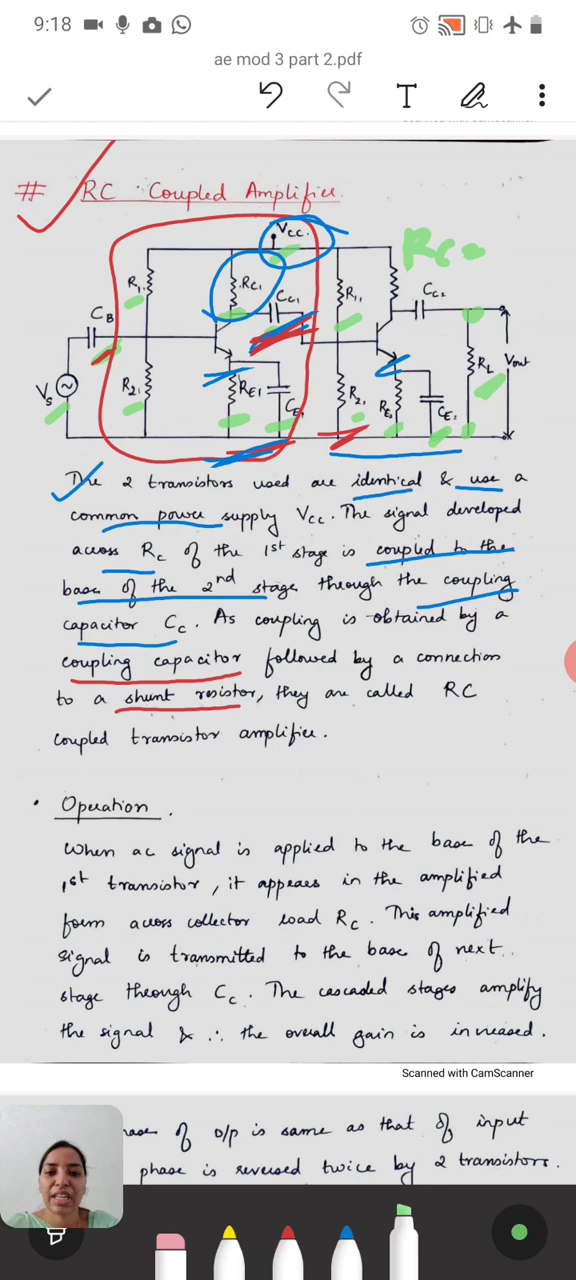 9:18
ae mod 3 part 2.pdf
T
# RC Coupled Amplifier
Vcc
RC
R1
Rc1
Cc1
R1
Cc2
CB
Vs
R2
RE1
CE1
R2
RE2
CE2
RL
Vout
The 2 transistors used are identical & use a
common power supply Vcc. The signal developed
across Rc of the 1st stage is coupled to the
base of the 2nd stage through the coupling
capacitor Cc. As coupling is obtained by a
coupling capacitor followed by a connection
to a shunt resistor, they are called RC
coupled transistor amplifier.
• Operation.
When ac signal is applied to the base of the
1st transistor, it appears in the amplified
form across collector load Rc. This amplified
signal is transmitted to the base of next
stage through Cc. The cascaded stages amplify
the signal & ∴ the overall gain is increased.
Scanned with CamScanner
of o/p is same as that of input
phase is reversed twice by 2 transistors.